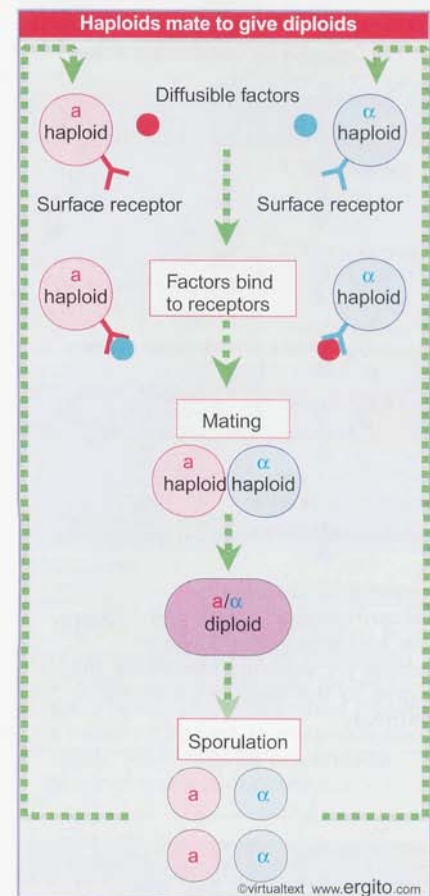 Haploids mate to give diploids
Diffusible factors
a
haploid
α
haploid
Surface receptor
Surface receptor
a
haploid
Factors bind
to receptors
α
haploid
Mating
a
haploid
α
haploid
a/α
diploid
Sporulation
a
α
a
α
©virtualtext www.ergito.com